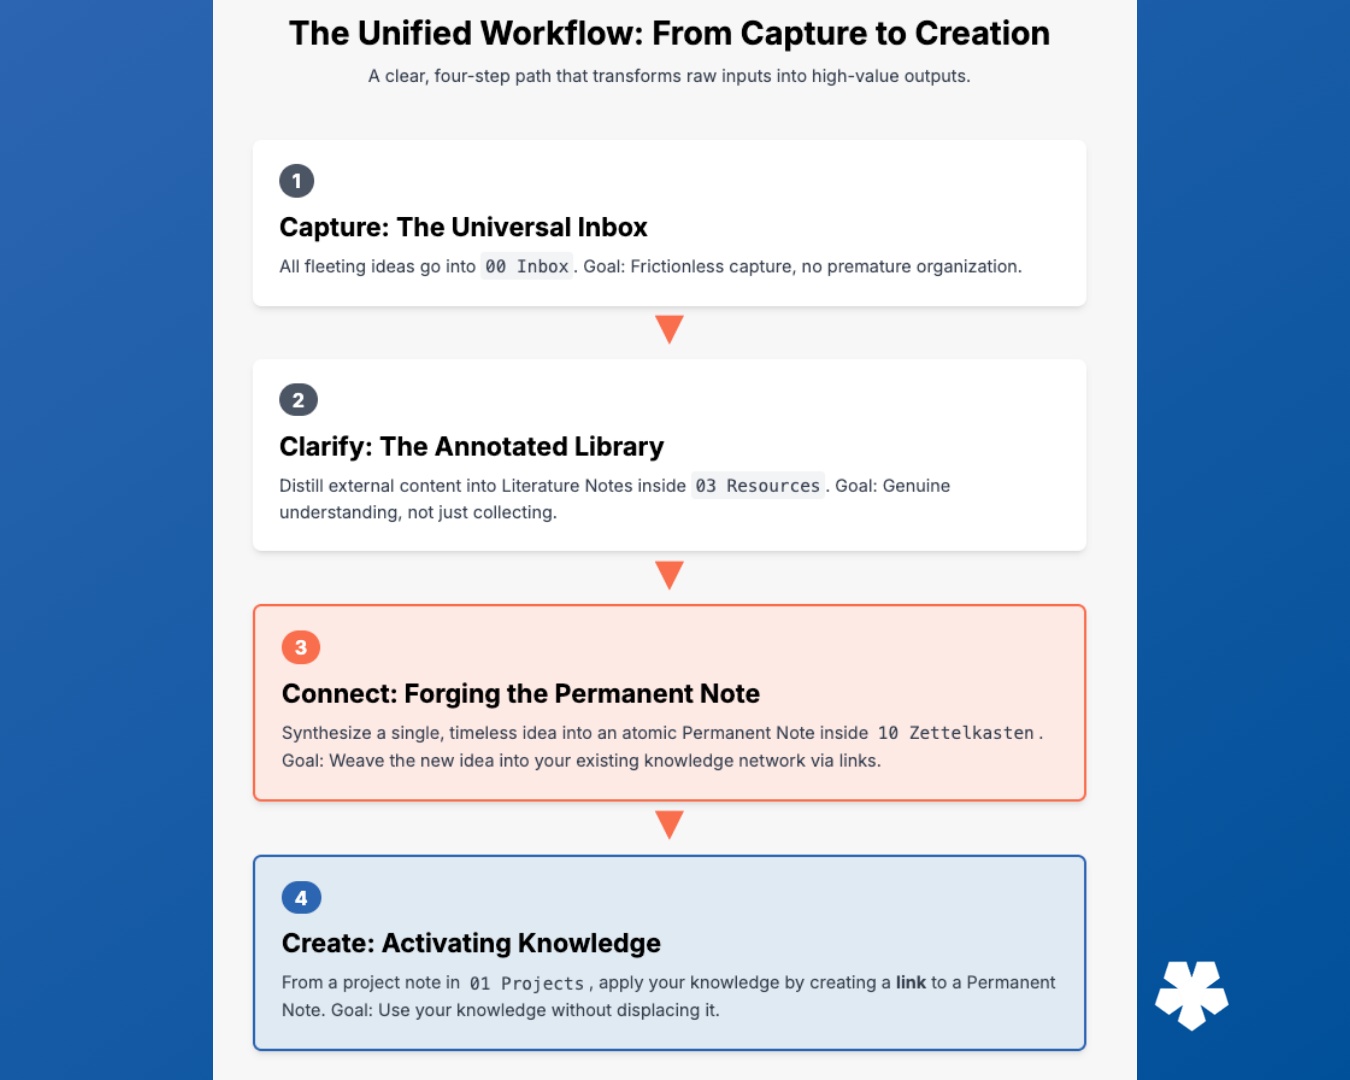 The Unified Workflow: From Capture to Creation
A clear, four-step path that transforms raw inputs into high-value outputs.
1
Capture: The Universal Inbox
All fleeting ideas go into 00 Inbox. Goal: Frictionless capture, no premature organization.
2
Clarify: The Annotated Library
Distill external content into Literature Notes inside 03 Resources. Goal: Genuine
understanding, not just collecting.
3
Connect: Forging the Permanent Note
Synthesize a single, timeless idea into an atomic Permanent Note inside 10 Zettelkasten.
Goal: Weave the new idea into your existing knowledge network via links.
4
Create: Activating Knowledge
From a project note in 01 Projects, apply your knowledge by creating a link to a Permanent
Note. Goal: Use your knowledge without displacing it.